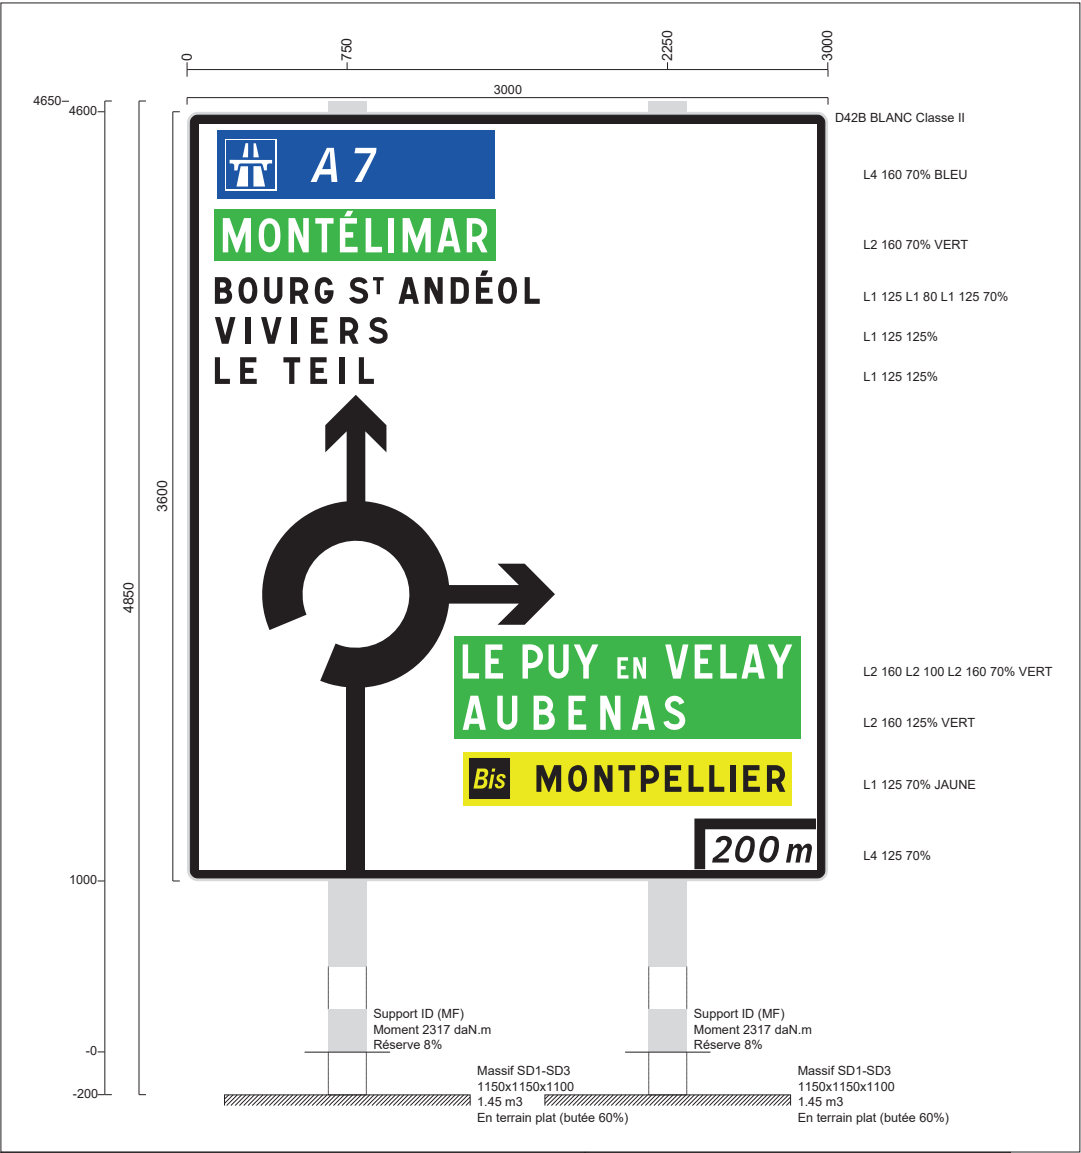 0
750
2250
3000
3000
4650
4600
D42B BLANC Classe II
A 7
L4 160 70% BLEU
MONTÉLIMAR
L2 160 70% VERT
BOURG ST ANDÉOL
L1 125 L1 80 L1 125 70%
VIVIERS
L1 125 125%
LE TEIL
L1 125 125%
3600
4850
LE PUY EN VELAY
L2 160 L2 100 L2 160 70% VERT
AUBENAS
L2 160 125% VERT
Bis MONTPELLIER
L1 125 70% JAUNE
200 m
L4 125 70%
1000
Support ID (MF)
Moment 2317 daN.m
Réserve 8%
Support ID (MF)
Moment 2317 daN.m
Réserve 8%
-0
Massif SD1-SD3
1150x1150x1100
1.45 m3
En terrain plat (butée 60%)
Massif SD1-SD3
1150x1150x1100
1.45 m3
En terrain plat (butée 60%)
-200